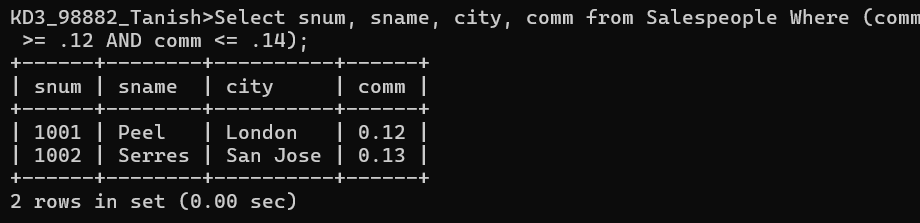 KD3_98882_Tanish>Select snum, sname, city, comm from Salespeople Where (comm
 >= .12 AND comm <= .14);
+------+--------+----------+------+
| snum | sname  | city     | comm |
+------+--------+----------+------+
| 1001 | Peel   | London   | 0.12 |
| 1002 | Serres | San Jose | 0.13 |
+------+--------+----------+------+
2 rows in set (0.00 sec)